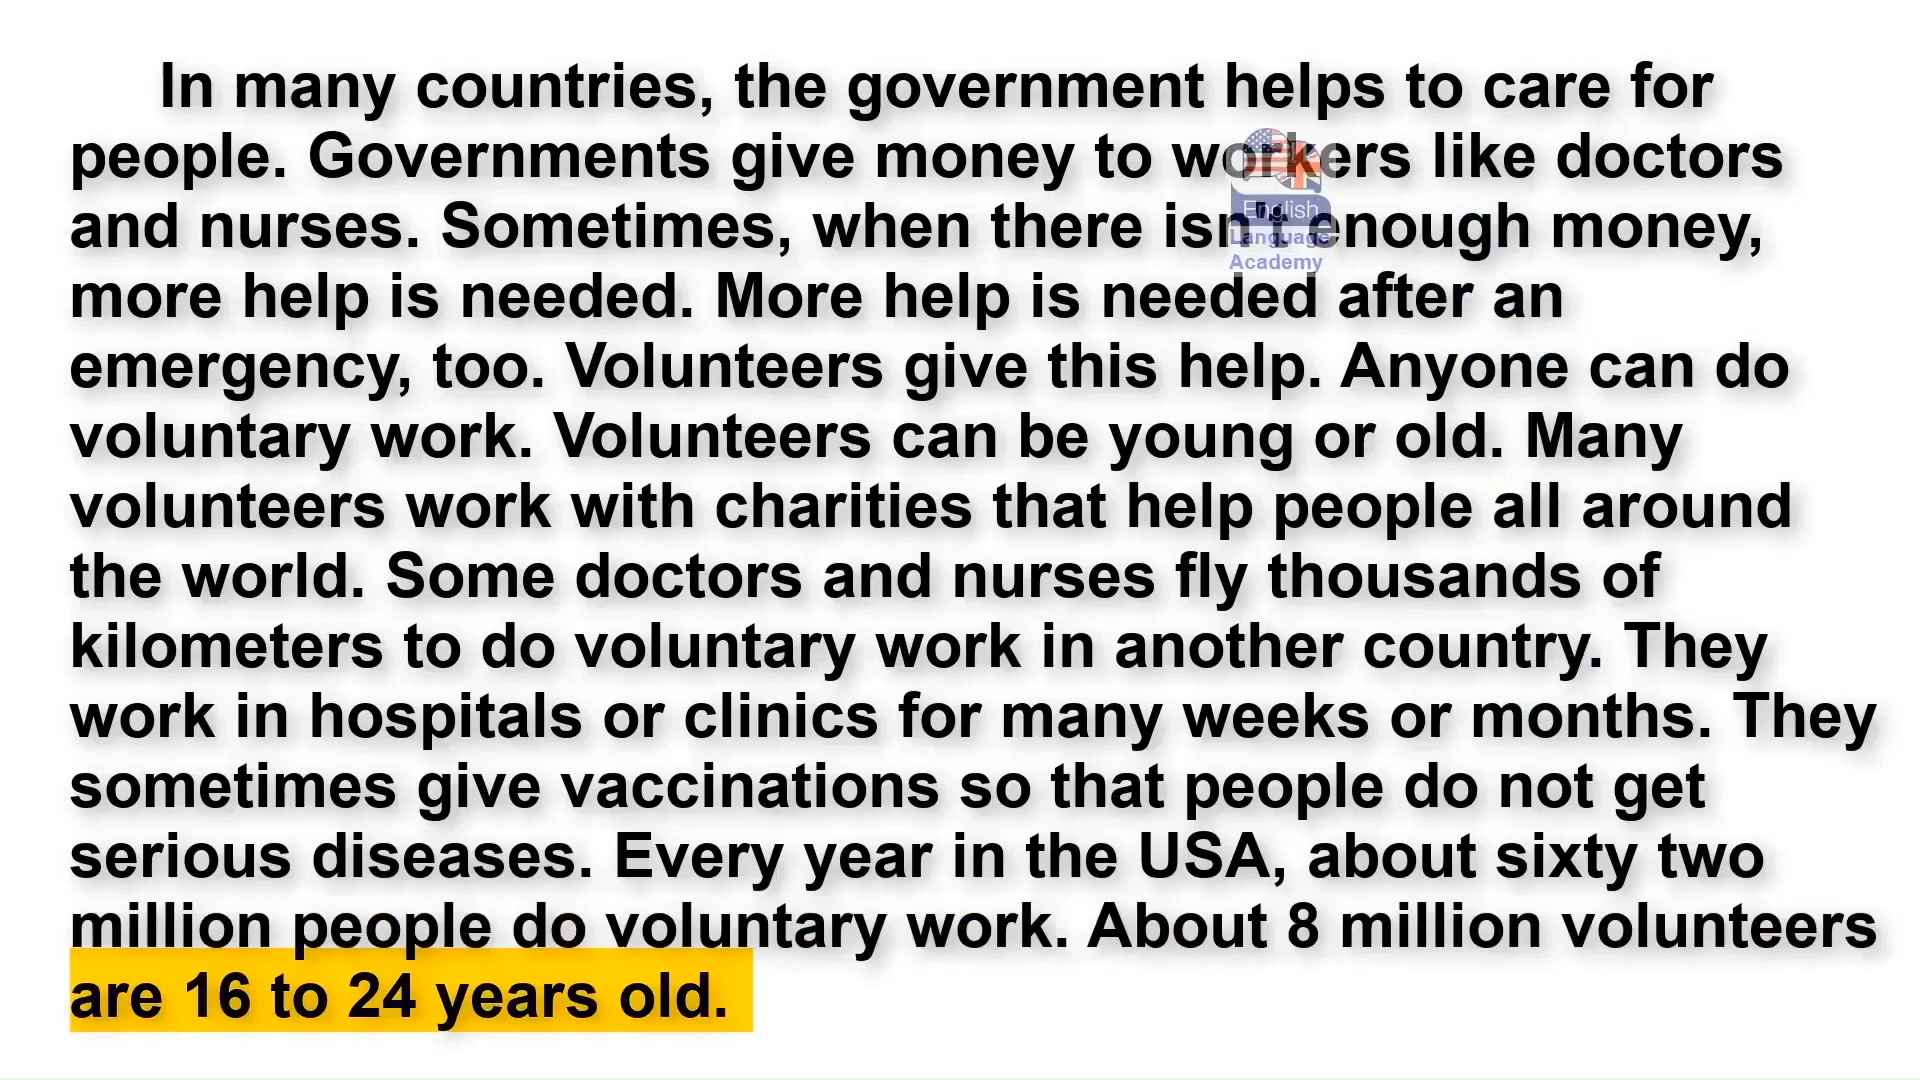 In many countries, the government helps to care for
people. Governments give money to workers like doctors
and nurses. Sometimes, when there isn't enough money,
more help is needed. More help is needed after an
emergency, too. Volunteers give this help. Anyone can do
voluntary work. Volunteers can be young or old. Many
volunteers work with charities that help people all around
the world. Some doctors and nurses fly thousands of
kilometers to do voluntary work in another country. They
work in hospitals or clinics for many weeks or months. They
sometimes give vaccinations so that people do not get
serious diseases. Every year in the USA, about sixty two
million people do voluntary work. About 8 million volunteers
are 16 to 24 years old.
English
Language
Academy